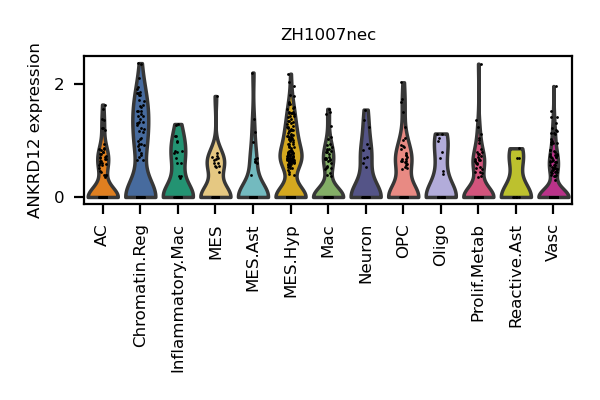 ZH1007nec
ANKRD12 expression
2
0
AC
Chromatin.Reg
Inflammatory.Mac
MES
MES.Ast
MES.Hyp
Mac
Neuron
OPC
Oligo
Prolif.Metab
Reactive.Ast
Vasc